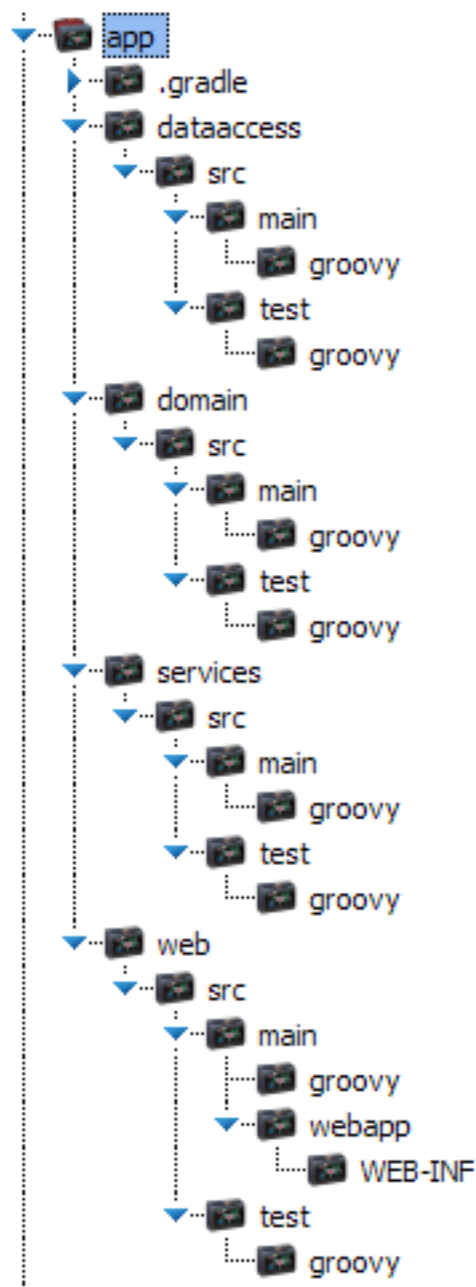 app
.gradle
dataaccess
src
main
groovy
test
groovy
domain
src
main
groovy
test
groovy
services
src
main
groovy
test
groovy
web
src
main
groovy
webapp
WEB-INF
test
groovy